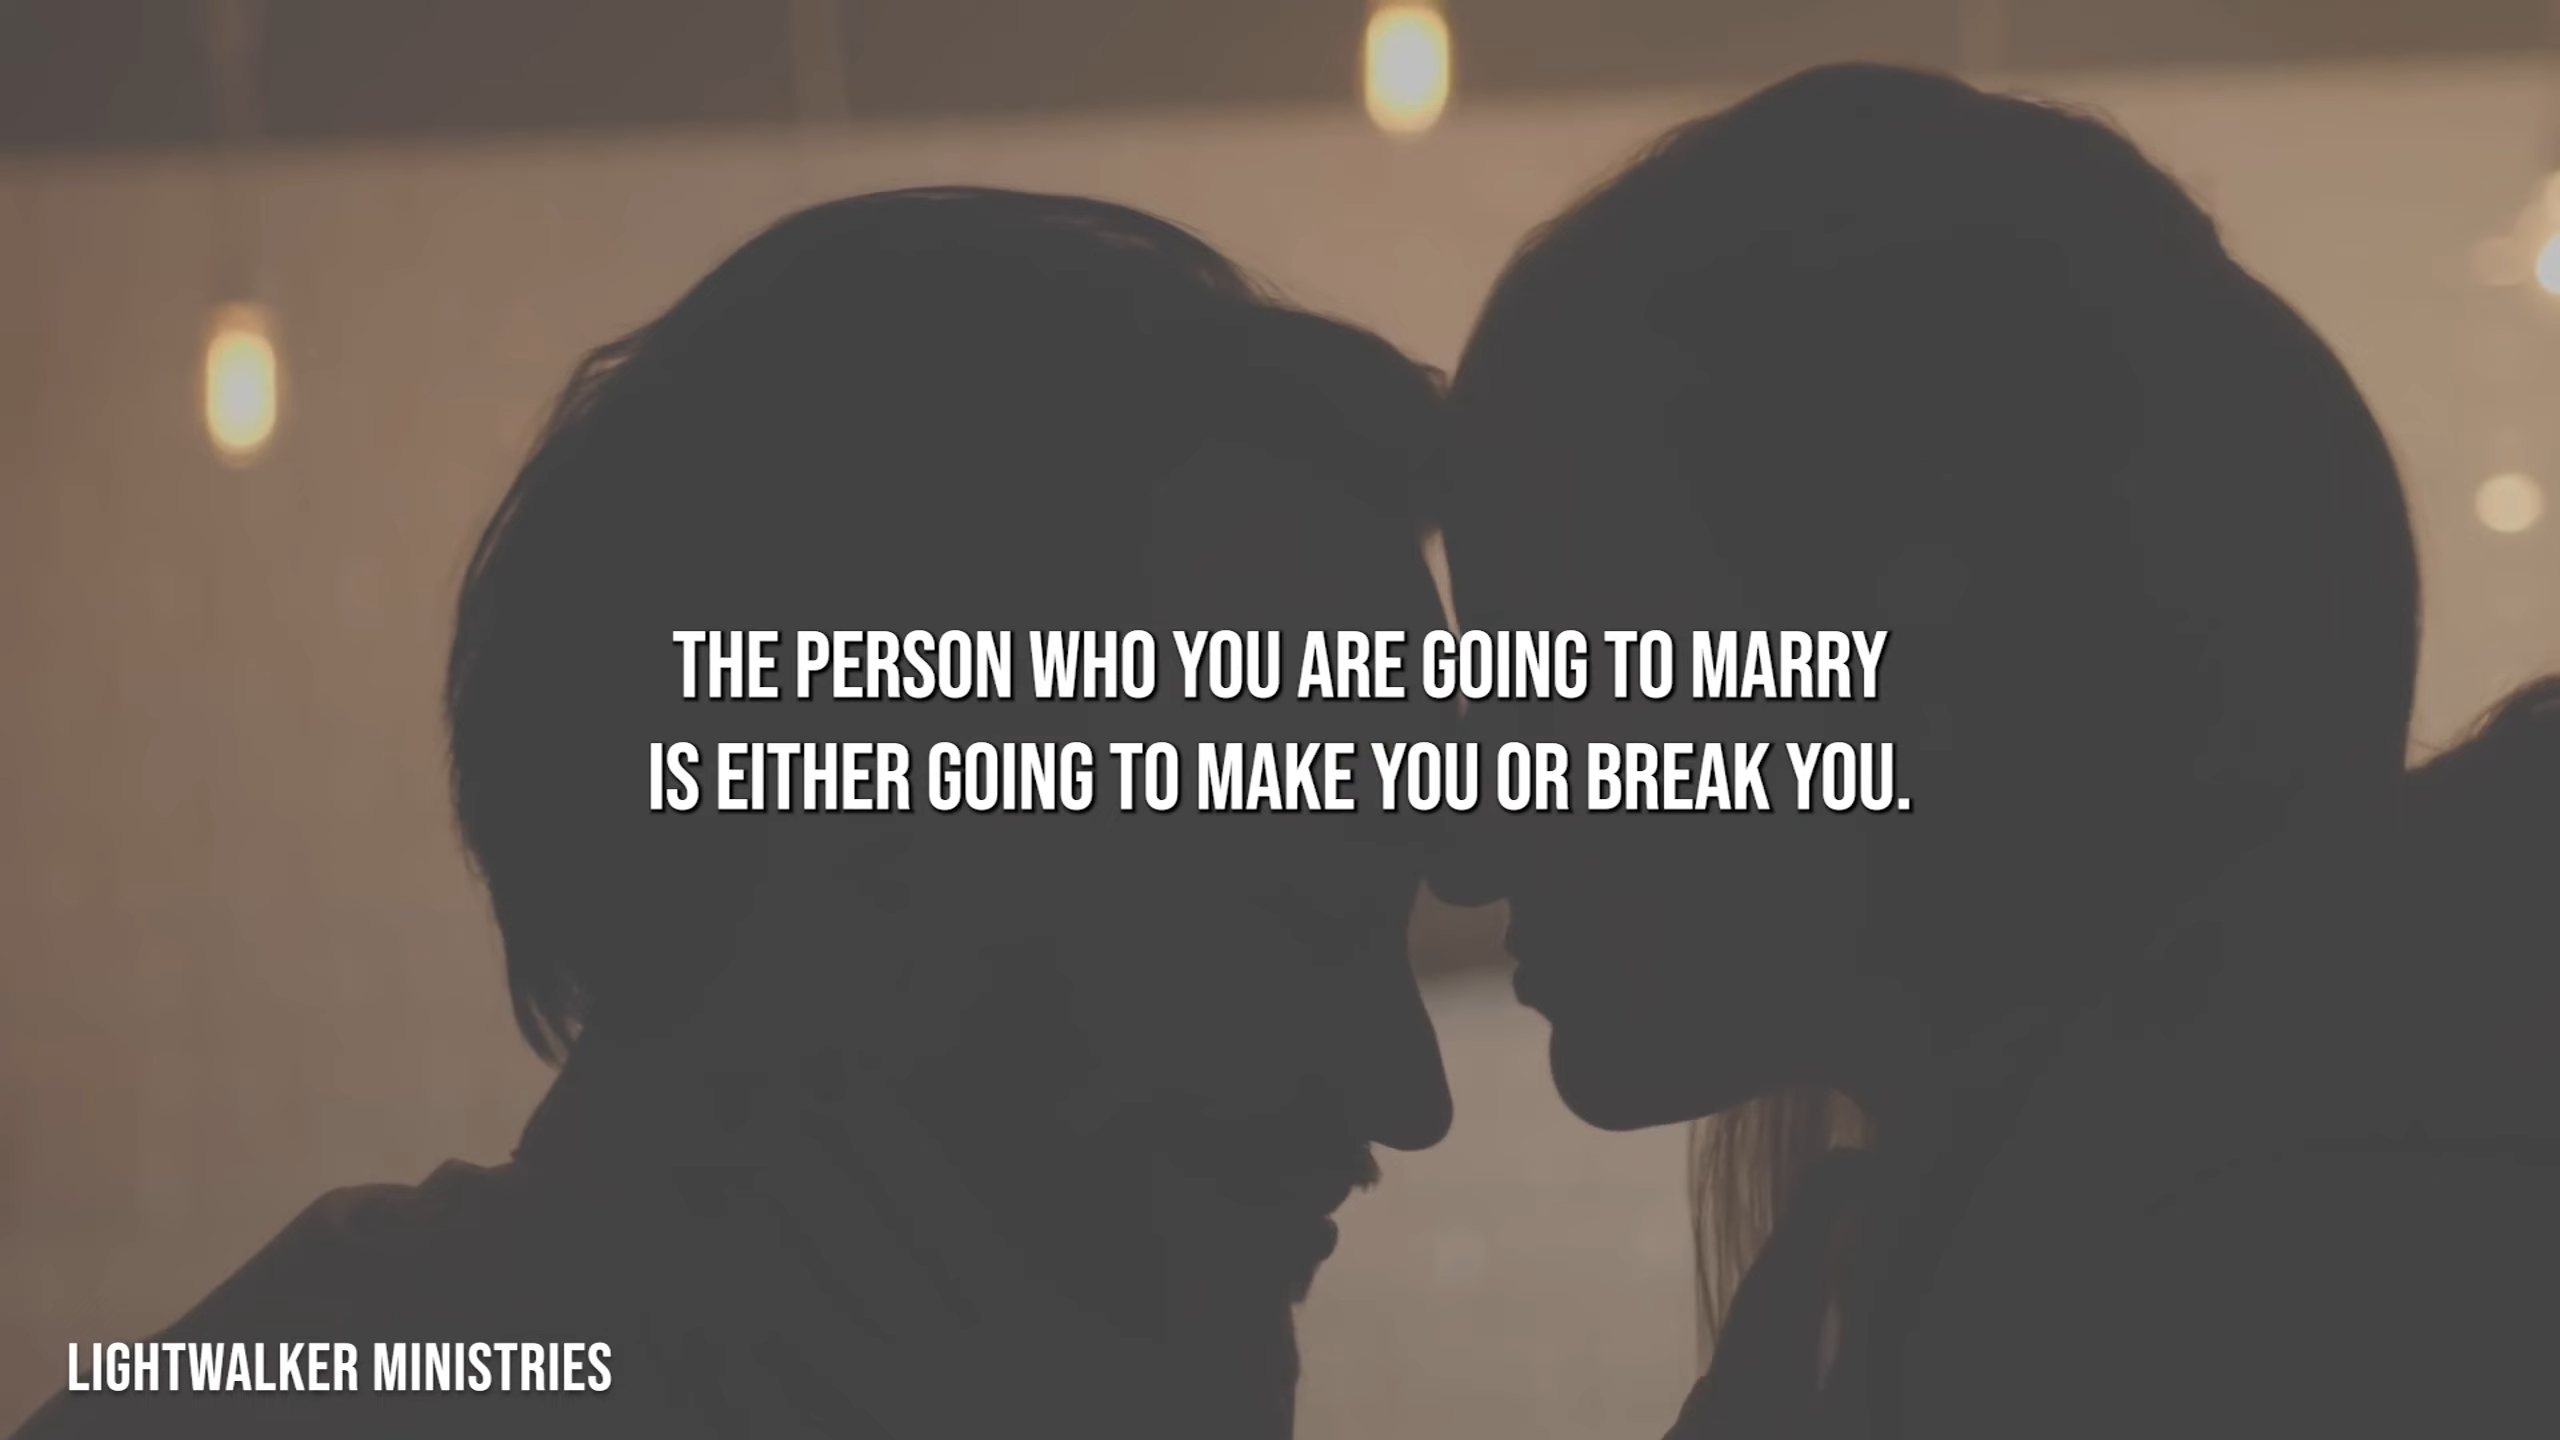 THE PERSON WHO YOU ARE GOING TO MARRY
IS EITHER GOING TO MAKE YOU OR BREAK YOU.
LIGHTWALKER MINISTRIES